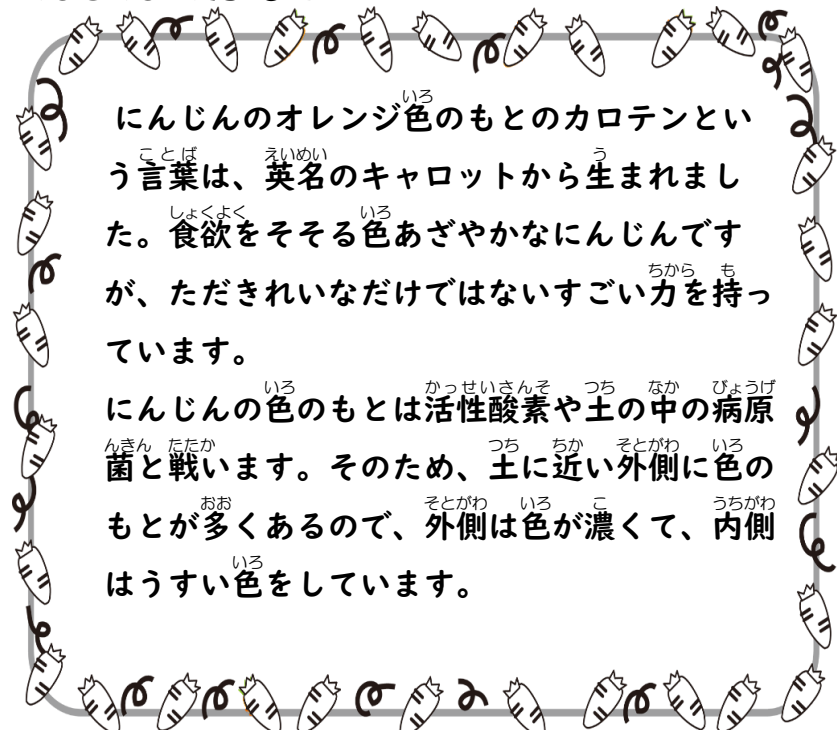 にんじんのオレンジ色のもとのカロテンとい
う言葉は、英名のキャロットから生まれまし
た。食欲をそそる色あざやかなにんじんです
が、ただきれいなだけではないすごい力を持っ
ています。
にんじんの色のもとは活性酸素や土の中の病原
菌と戦います。そのため、土に近い外側に色の
もとが多くあるので、外側は色が濃くて、内側
はうすい色をしています。